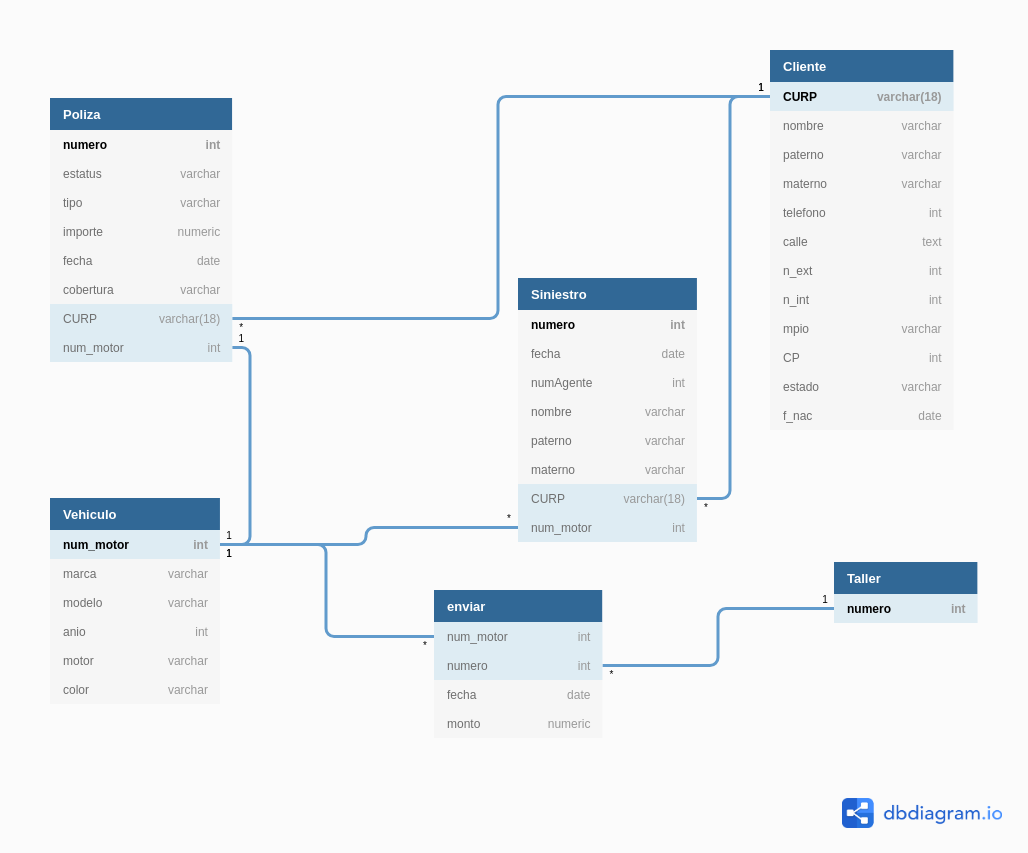 Poliza
numero int
estatus varchar
tipo varchar
importe numeric
fecha date
cobertura varchar
CURP varchar(18)
num_motor int
*
1
Cliente
1
CURP varchar(18)
nombre varchar
paterno varchar
materno varchar
telefono int
calle text
n_ext int
n_int int
mpio varchar
CP int
estado varchar
f_nac date
Siniestro
numero int
fecha date
numAgente int
nombre varchar
paterno varchar
materno varchar
CURP varchar(18)
num_motor int
*
*
Vehiculo
num_motor int
marca varchar
modelo varchar
anio int
motor varchar
color varchar
1
1
enviar
num_motor int
numero int
fecha date
monto numeric
*
*
Taller
1
numero int
dbdiagram.io